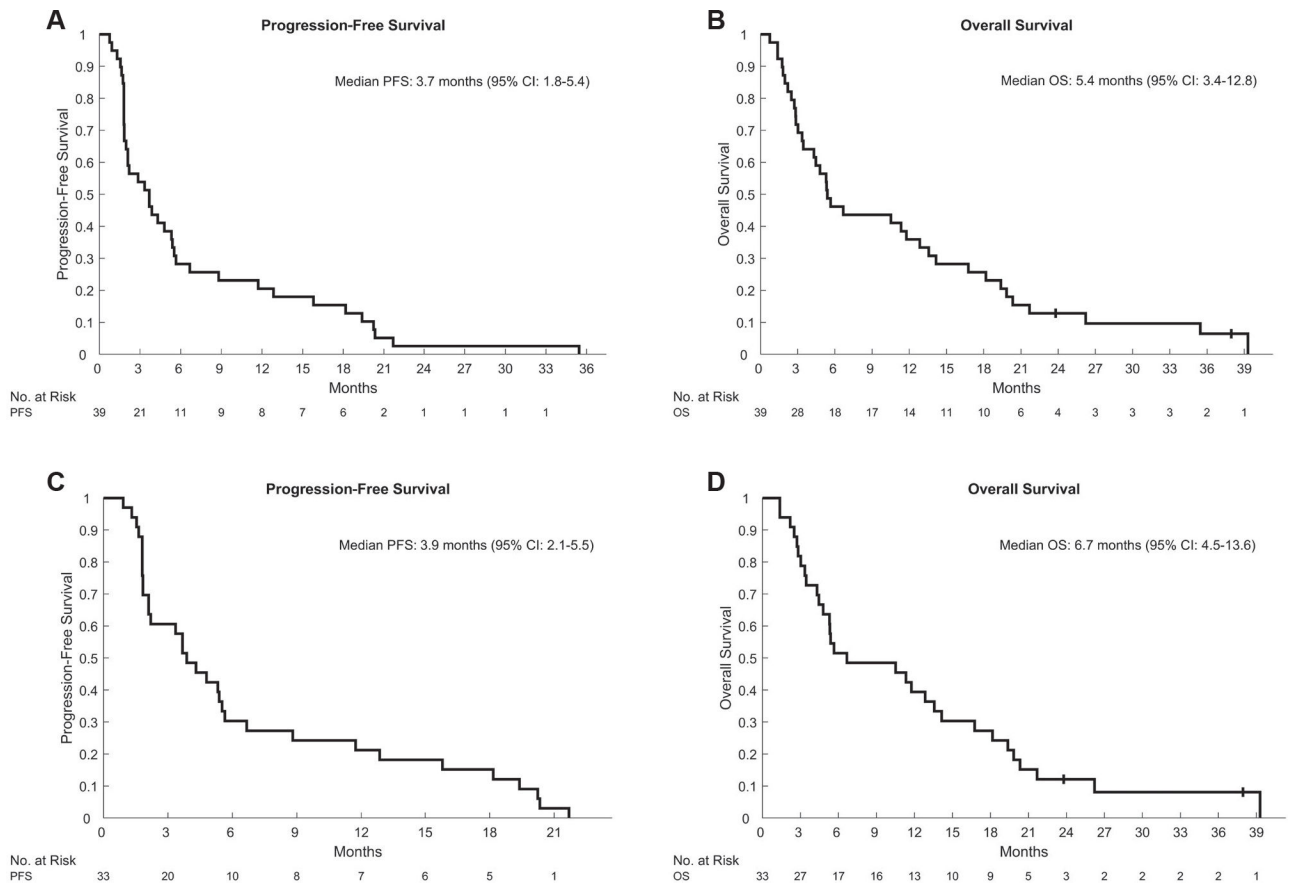 A
Progression-Free Survival
Median PFS: 3.7 months (95% CI: 1.8-5.4)
Progression-Free Survival
1
0.9
0.8
0.7
0.6
0.5
0.4
0.3
0.2
0.1
0
0 3 6 9 12 15 18 21 24 27 30 33 36
Months
No. at Risk
PFS 39 21 11 9 8 7 6 2 1 1 1 1
B
Overall Survival
Median OS: 5.4 months (95% CI: 3.4-12.8)
Overall Survival
1
0.9
0.8
0.7
0.6
0.5
0.4
0.3
0.2
0.1
0
0 3 6 9 12 15 18 21 24 27 30 33 36 39
Months
No. at Risk
OS 39 28 18 17 14 11 10 6 4 3 3 3 2 1
C
Progression-Free Survival
Median PFS: 3.9 months (95% CI: 2.1-5.5)
Progression-Free Survival
1
0.9
0.8
0.7
0.6
0.5
0.4
0.3
0.2
0.1
0
0 3 6 9 12 15 18 21
Months
No. at Risk
PFS 33 20 10 8 7 6 5 1
D
Overall Survival
Median OS: 6.7 months (95% CI: 4.5-13.6)
Overall Survival
1
0.9
0.8
0.7
0.6
0.5
0.4
0.3
0.2
0.1
0
0 3 6 9 12 15 18 21 24 27 30 33 36 39
Months
No. at Risk
OS 33 27 17 16 13 10 9 5 3 2 2 2 2 1